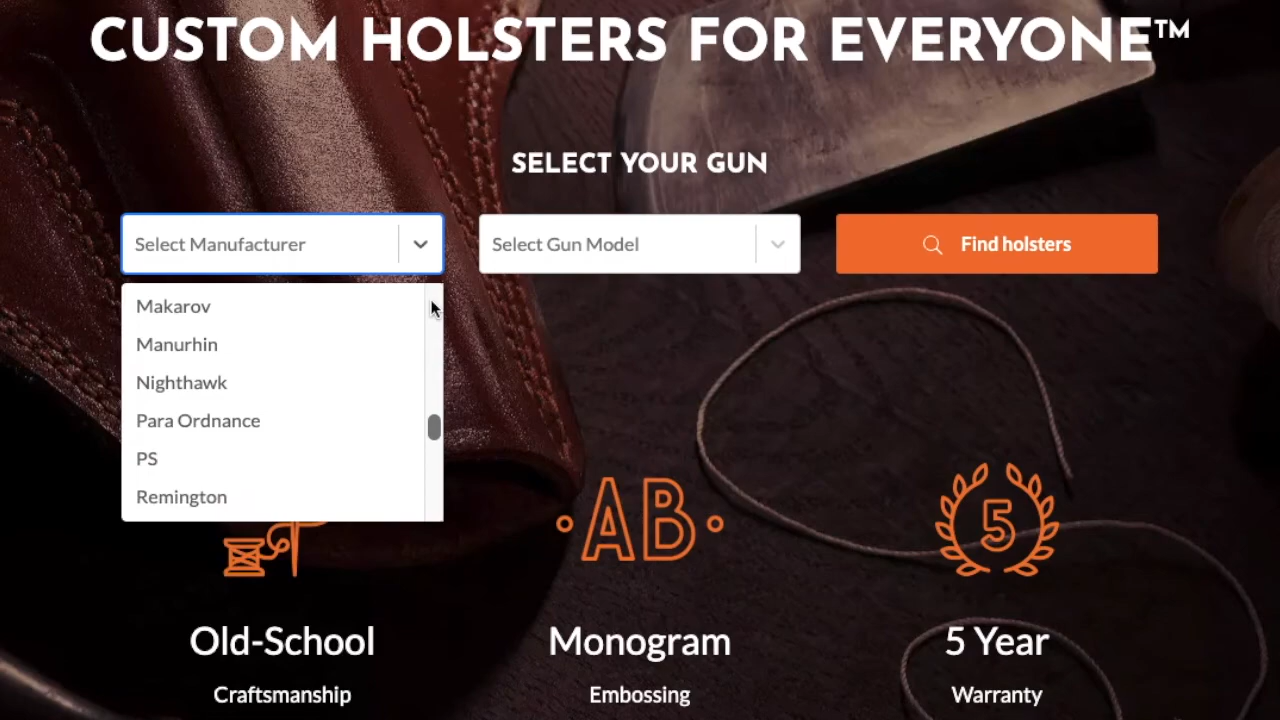 CUSTOM HOLSTERS FOR EVERYONE™
SELECT YOUR GUN
Select Manufacturer
Select Gun Model
Find holsters
Makarov
Manurhin
Nighthawk
Para Ordnance
PS
Remington
AB
5
Old-School
Monogram
5 Year
Craftsmanship
Embossing
Warranty